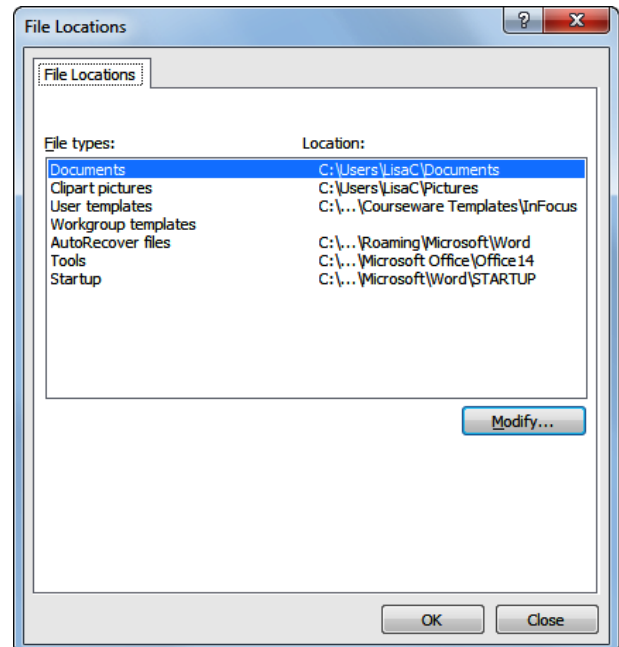 File Locations
File Locations
File types: Location:
Documents C:\Users\LisaC\Documents
Clipart pictures C:\Users\LisaC\Pictures
User templates C:\...\Courseware Templates\InFocus
Workgroup templates
AutoRecover files C:\...\Roaming\Microsoft\Word
Tools C:\...\Microsoft Office\Office14
Startup C:\...\Microsoft\Word\STARTUP
Modify...
OK Close